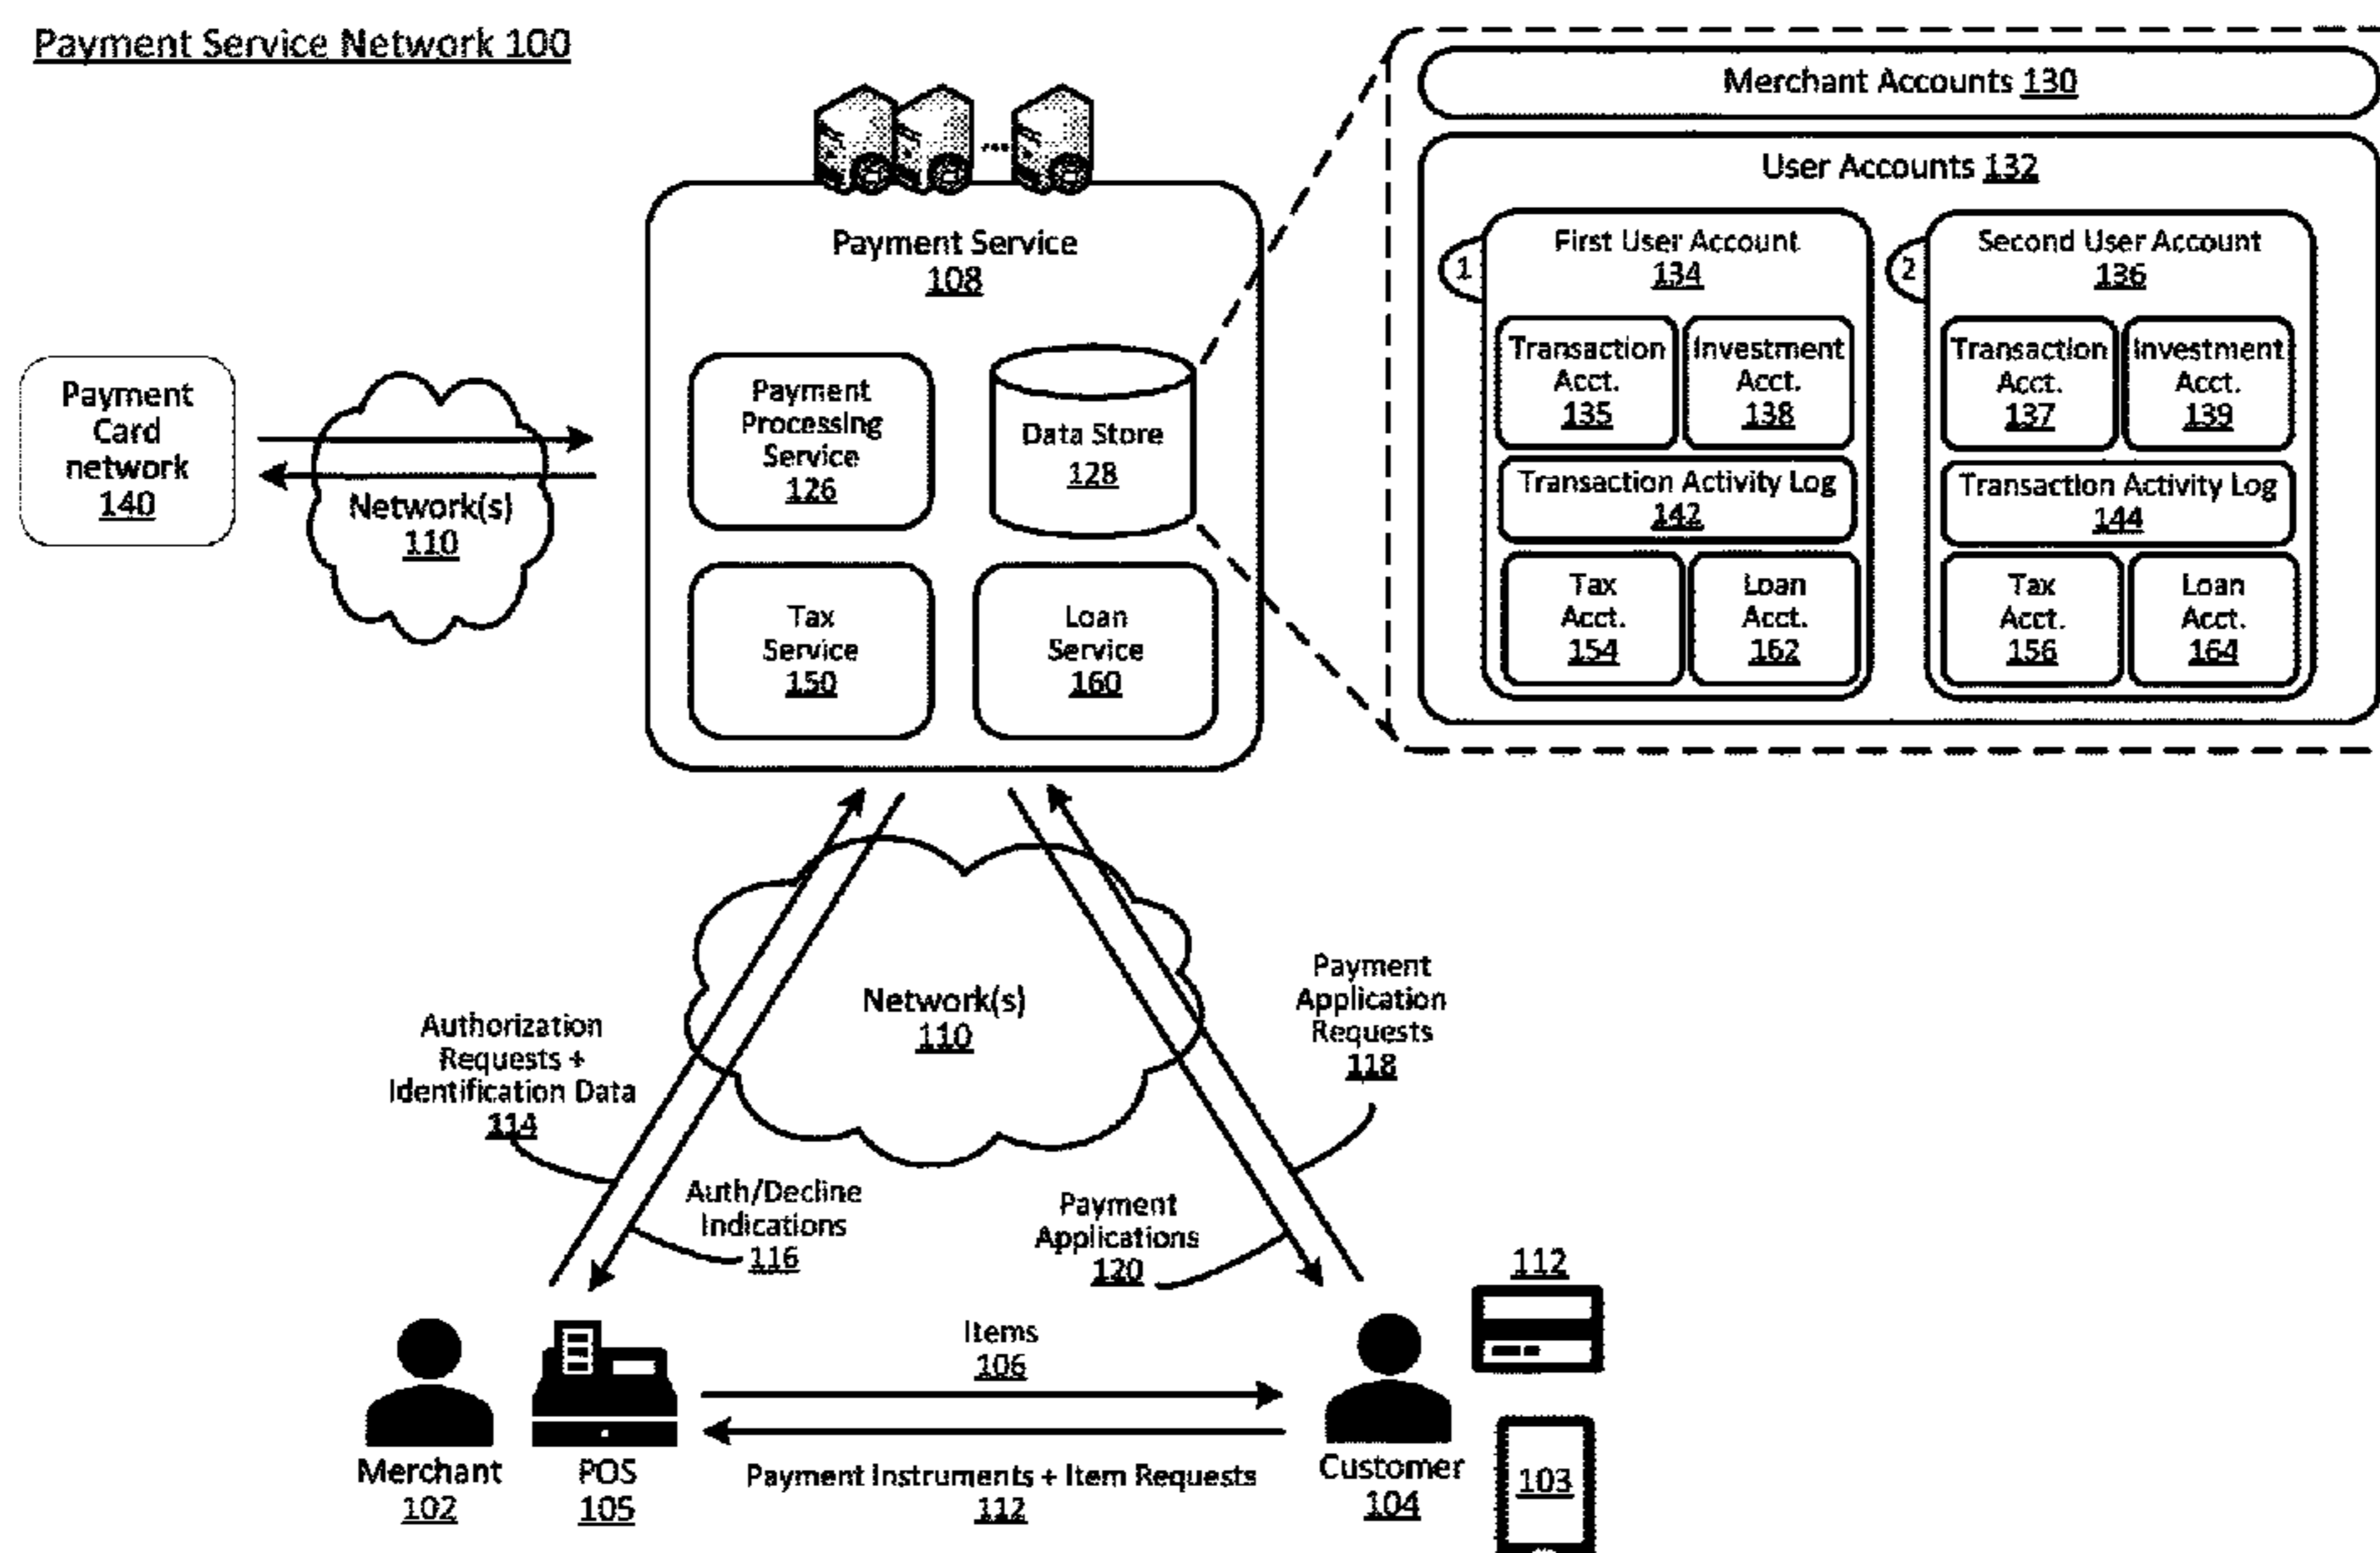 Payment Service Network 100
Merchant Accounts 130
User Accounts 132
Payment Service
108
1
First User Account
134
2
Second User Account
136
Transaction
Acct.
135
Investment
Acct.
138
Transaction
Acct.
137
Investment
Acct.
139
Payment
Card
network
140
Payment
Processing
Service
126
Data Store
128
Network(s)
110
Transaction Activity Log
142
Transaction Activity Log
144
Tax
Service
150
Loan
Service
160
Tax
Acct.
154
Loan
Acct.
162
Tax
Acct.
156
Loan
Acct.
164
Network(s)
110
Authorization
Requests +
Identification Data
114
Payment
Application
Requests
118
Auth/Decline
Indications
116
Payment
Applications
120
112
Items
106
Merchant
102
POS
105
Payment Instruments + Item Requests
112
Customer
104
103